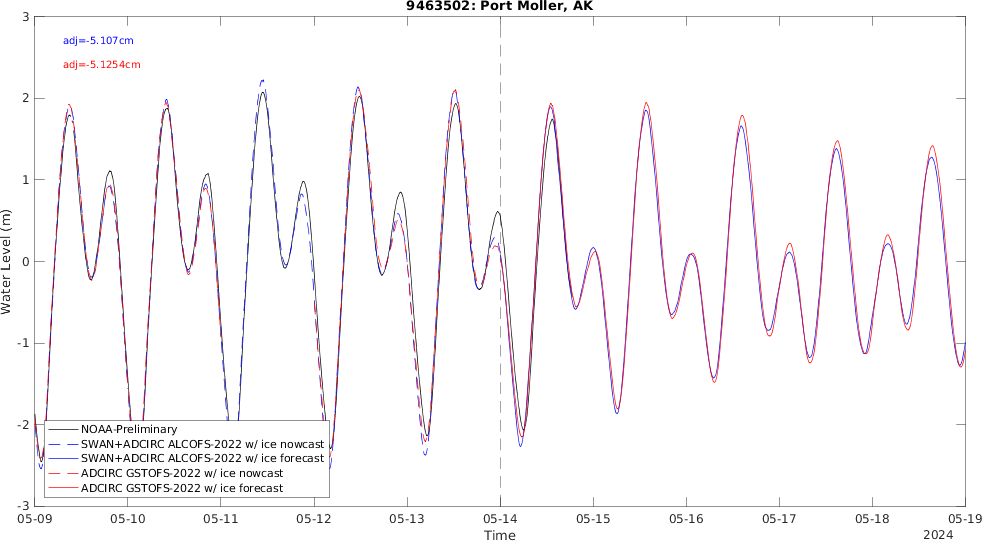 9463502: Port Moller, AK
3
adj=-5.107cm
adj=-5.1254cm
2
1
0
-1
-2
-3
Water Level (m)
NOAA-Preliminary
SWAN+ADCIRC ALCOFS-2022 w/ ice nowcast
SWAN+ADCIRC ALCOFS-2022 w/ ice forecast
ADCIRC GSTOFS-2022 w/ ice nowcast
ADCIRC GSTOFS-2022 w/ ice forecast
05-09 05-10 05-11 05-12 05-13 05-14 05-15 05-16 05-17 05-18 05-19
Time
2024